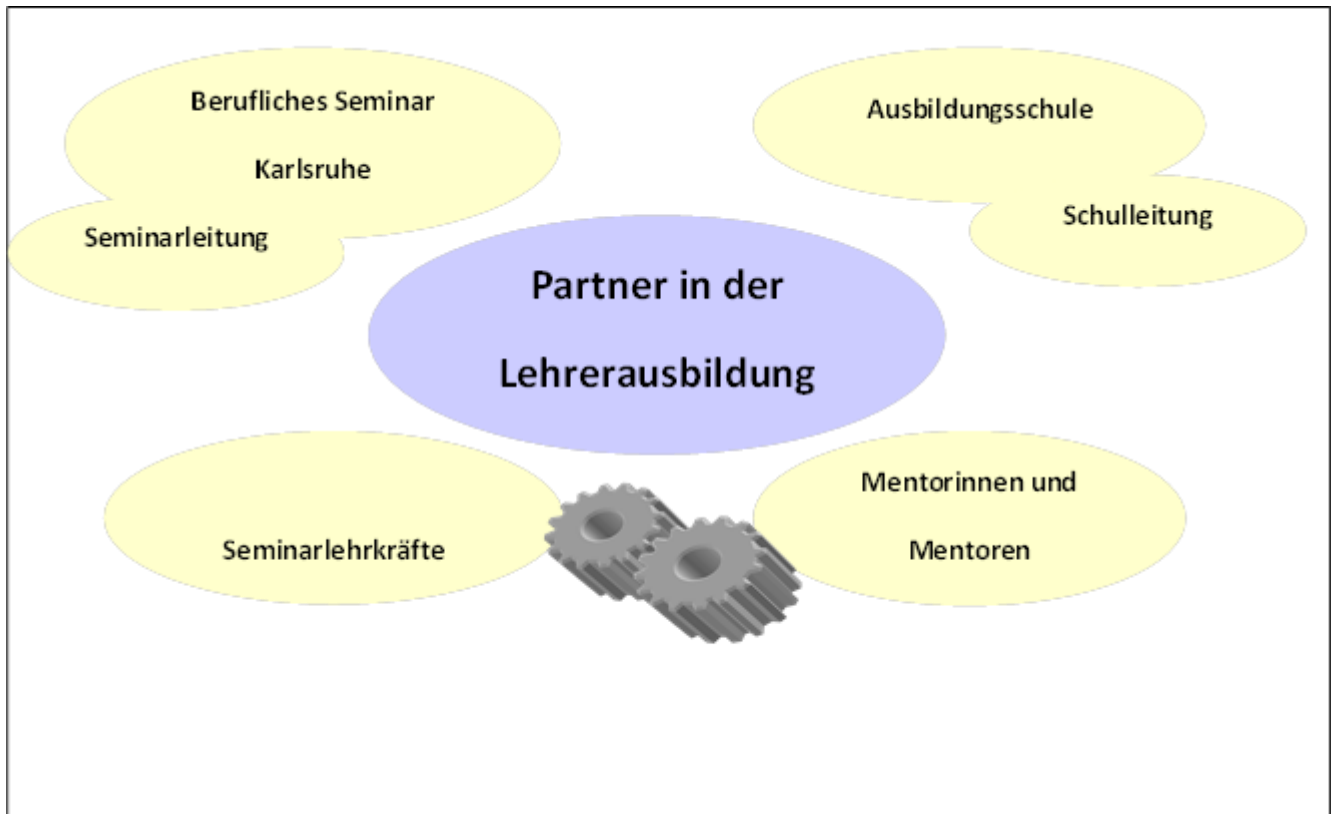 Berufliches Seminar
Karlsruhe
Seminarleitung
Ausbildungsschule
Schulleitung
Partner in der
Lehrerausbildung
Seminarlehrkräfte
Mentorinnen und
Mentoren